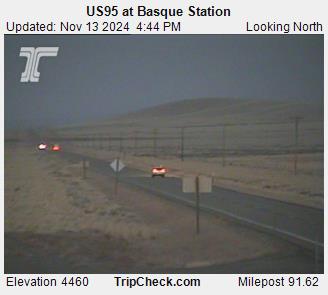 US95 at Basque Station
Updated: Nov 13 2024 4:44 PM Looking North
Elevation 4460 TripCheck.com Milepost 91.62